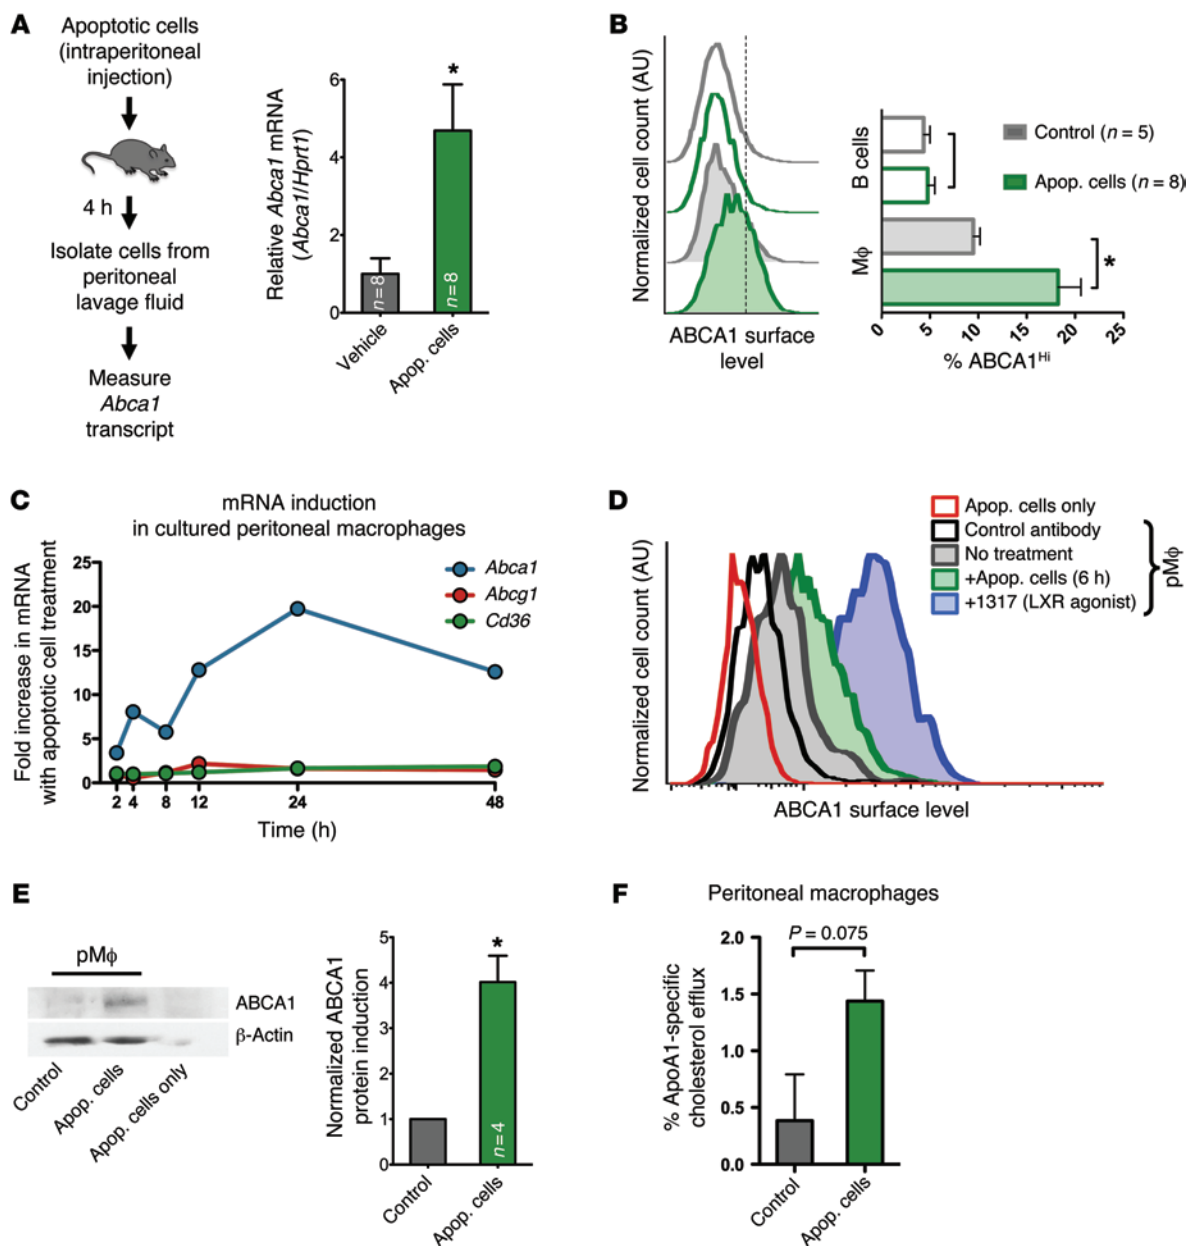 A
Apoptotic cells
(intraperitoneal
injection)
4 h
Isolate cells from
peritoneal
lavage fluid
Measure
Abca1
transcript
Relative Abca1 mRNA
(Abca1/Hprt1)
6
4
2
0
*
n=8
n=8
Vehicle
Apop. cells
B
Normalized cell count (AU)
ABCA1 surface
level
B cells
Mϕ
*
0
5
10
15
20
25
% ABCA1Hi
Control (n = 5)
Apop. cells (n = 8)
C
mRNA induction
in cultured peritoneal macrophages
Fold increase in mRNA
with apoptotic cell treatment
25
20
15
10
5
0
2 4 8 12 24 48
Time (h)
Abca1
Abcg1
Cd36
D
Normalized cell count (AU)
ABCA1 surface level
Apop. cells only
Control antibody
No treatment
+Apop. cells (6 h)
+1317 (LXR agonist)
pMϕ
E
pMϕ
ABCA1
β-Actin
Control
Apop. cells
Apop. cells only
Normalized ABCA1
protein induction
5
4
3
2
1
0
*
n=4
Control
Apop. cells
F
Peritoneal macrophages
P = 0.075
% ApoA1-specific
cholesterol efflux
2.0
1.5
1.0
0.5
0.0
Control
Apop. cells